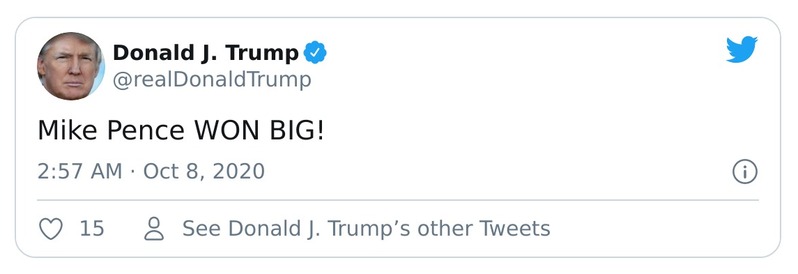 Donald J. Trump
@realDonaldTrump
Mike Pence WON BIG!
2:57 AM · Oct 8, 2020
15
See Donald J. Trump’s other Tweets